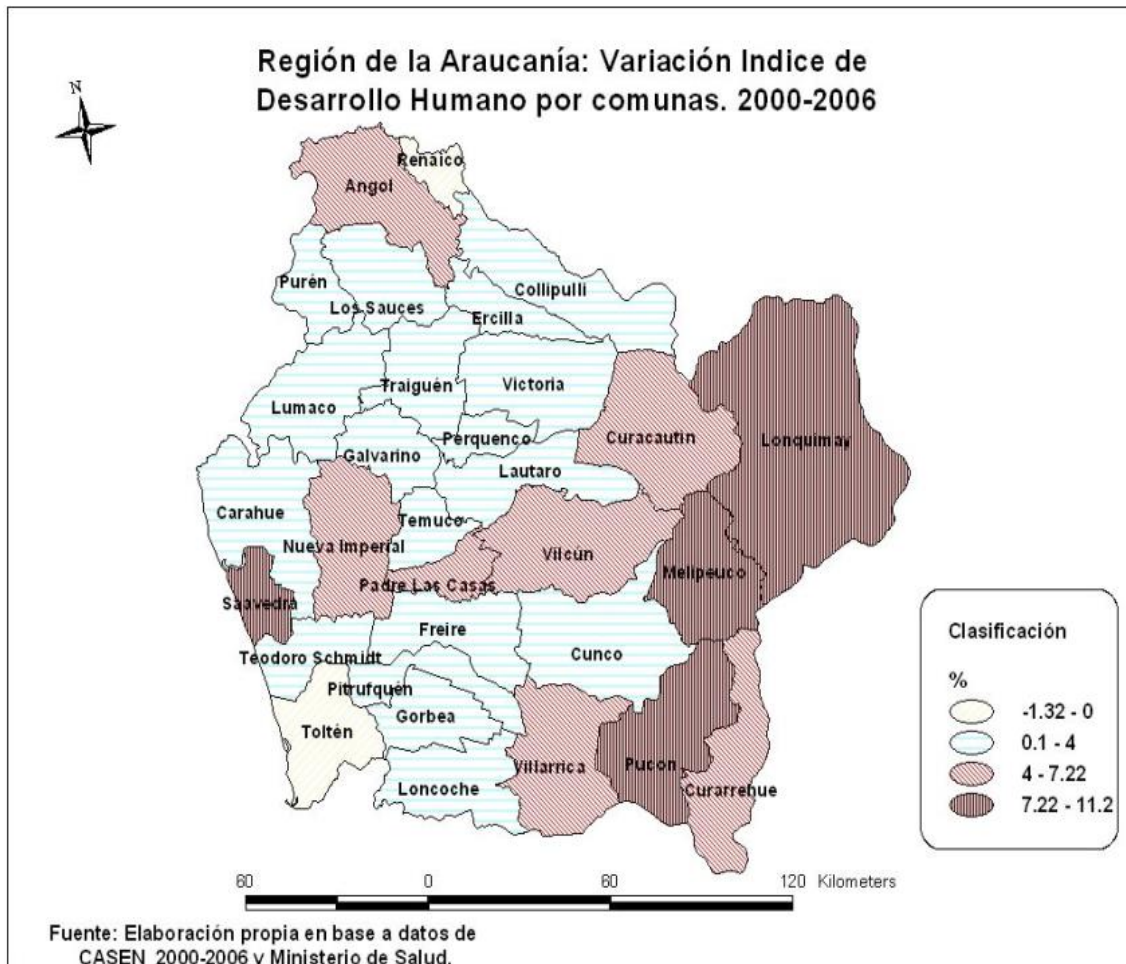 Región de la Araucanía: Variación Indice de
Desarrollo Humano por comunas. 2000-2006
N
Renaico
Angol
Purén
Los Sauces
Collipulli
Ercilla
Traiguén
Victoria
Lumaco
Perquenco
Curacautin
Lonquimay
Galvarino
Lautaro
Carahue
Temuco
Nueva Imperial
Vilcún
Padre Las Casas
Melipeuco
Saavedra
Freire
Teodoro Schmidt
Cunco
Pitrufquén
Gorbea
Toltén
Villarrica
Pucon
Loncoche
Curarrehue
Clasificación
%
-1.32 - 0
0.1 - 4
4 - 7.22
7.22 - 11.2
60 0 60 120 Kilometers
Fuente: Elaboración propia en base a datos de
CASEN 2000-2006 y Ministerio de Salud.